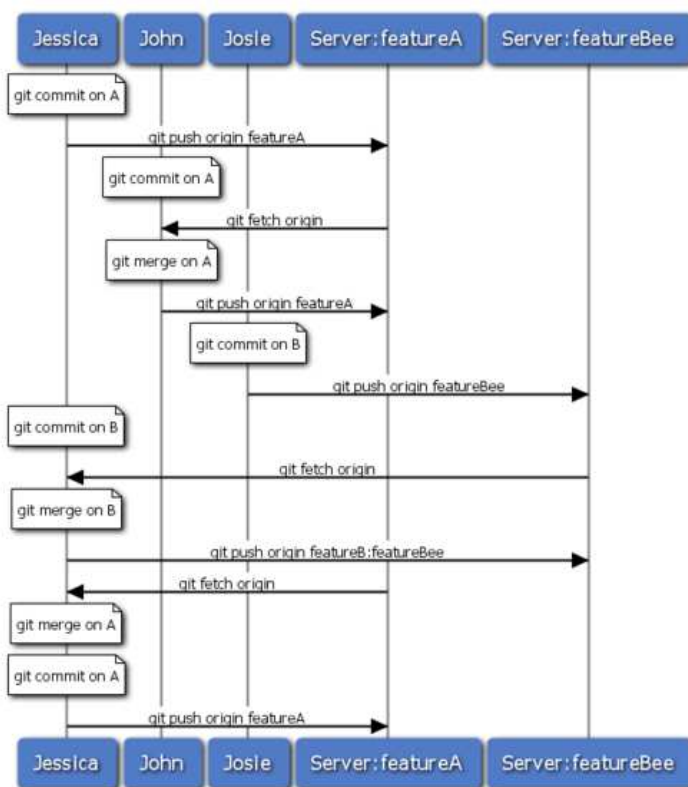 Jessica John Josie Server:featureA Server:featureBee
git commit on A
git push origin featureA
git commit on A
git fetch origin
git merge on A
git push origin featureA
git commit on B
git push origin featureBee
git commit on B
git fetch origin
git merge on B
git push origin featureB:featureBee
git fetch origin
git merge on A
git commit on A
git push origin featureA
Jessica John Josie Server:featureA Server:featureBee